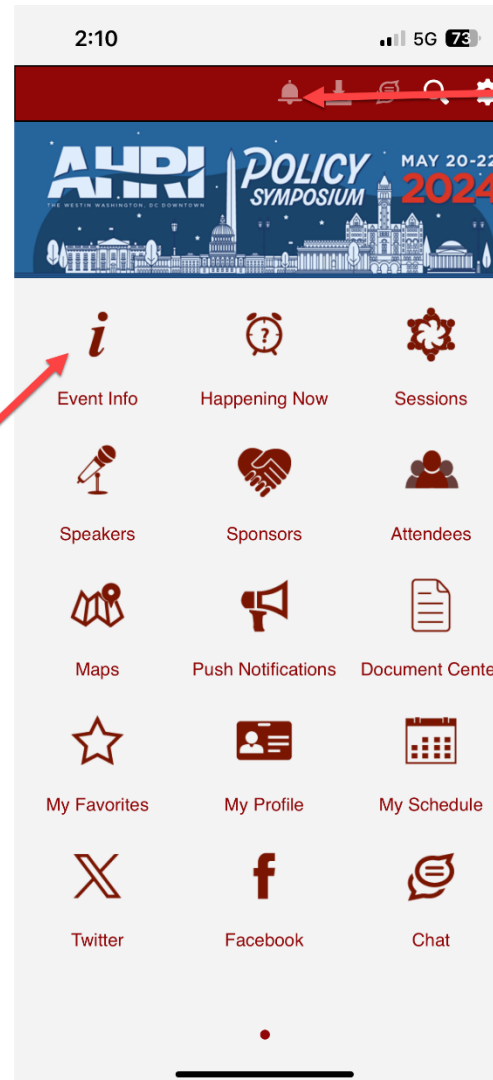 2:10
5G 73
AHRI
POLICY
SYMPOSIUM
MAY 20-22
2024
THE WESTIN WASHINGTON, DC DOWNTOWN
i
?
Event Info
Happening Now
Sessions
Speakers
Sponsors
Attendees
Maps
Push Notifications
Document Cente
My Favorites
My Profile
My Schedule
X
f
Twitter
Facebook
Chat